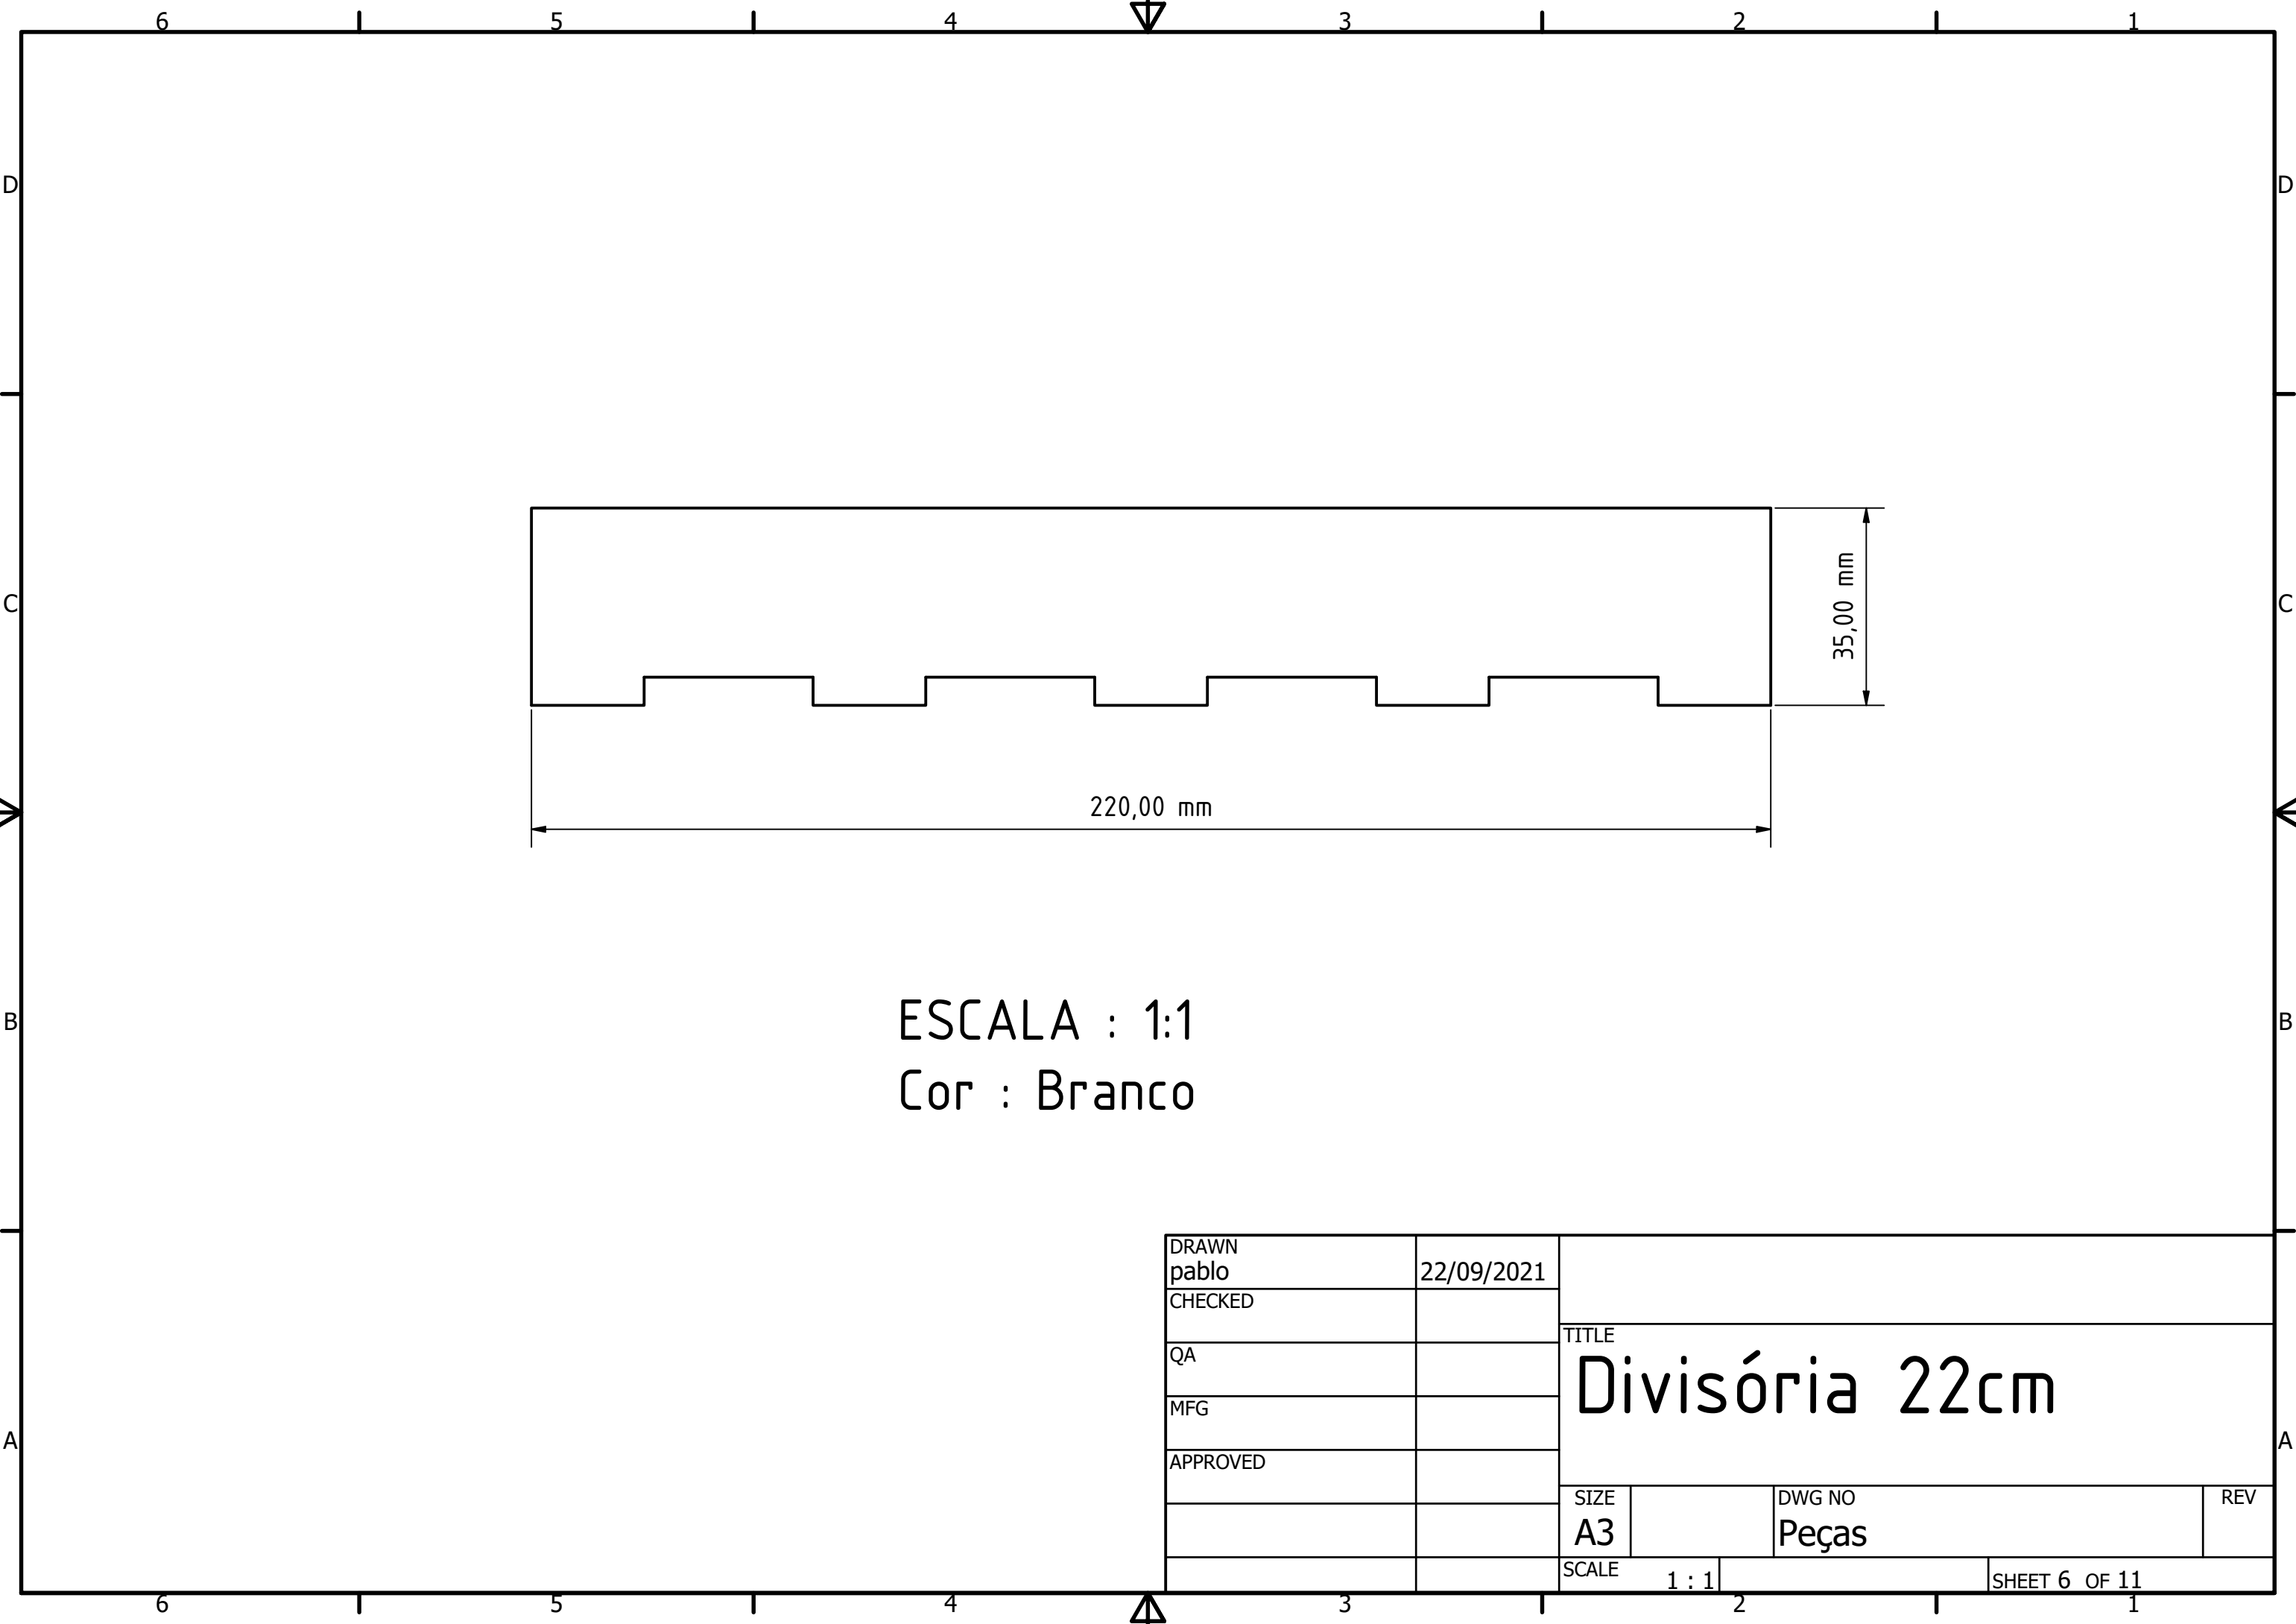 6 5 4 3 2 1
D D
35,00 mm
C C
220,00 mm
ESCALA : 1:1
B B
Cor : Branco
DRAWN
pablo 22/09/2021
CHECKED
TITLE
QA
Divisória 22cm
MFG
A A
APPROVED
SIZE DWG NO REV
A3 Peças
SCALE 1 : 1 SHEET 6 OF 11
6 5 4 3 2 1